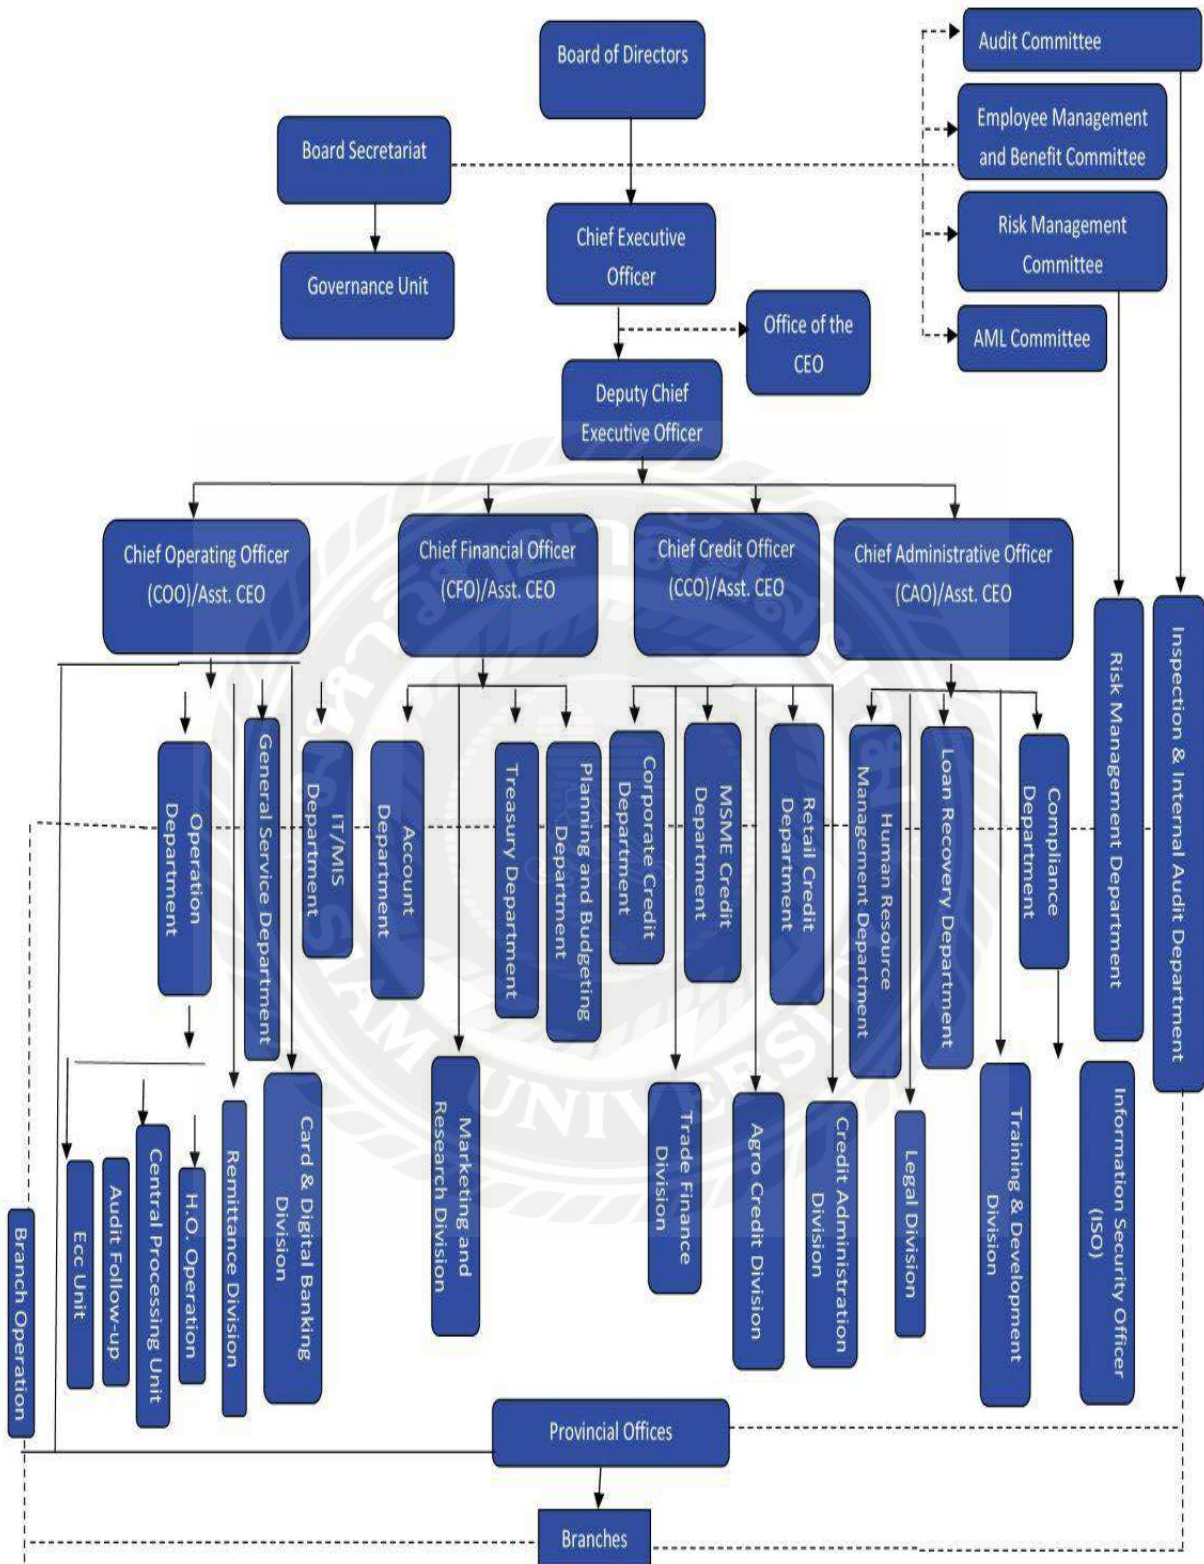 Board of Directors
Audit Committee
Employee Management
and Benefit Committee
Board Secretariat
Risk Management
Committee
Chief Executive
Officer
Governance Unit
Office of the
CEO
AML Committee
Deputy Chief
Executive Officer
Chief Operating Officer
(COO)/Asst. CEO
Chief Financial Officer
(CFO)/Asst. CEO
Chief Credit Officer
(CCO)/Asst. CEO
Chief Administrative Officer
(CAO)/Asst. CEO
Risk Management Department
Inspection & Internal Audit Department
Operation
Department
General Service Department
IT/MIS
Department
Account
Department
Treasury Department
Planning and Budgeting
Department
Corporate Credit
Department
MSME Credit
Department
Retail Credit
Department
Human Resource
Management Department
Loan Recovery Department
Compliance
Department
Branch Operation
Ecc Unit
Audit Follow-up
Central Processing Unit
H.O. Operation
Remittance Division
Card & Digital Banking
Division
Marketing and
Research Division
Trade Finance
Division
Agro Credit Division
Credit Administration
Division
Legal Division
Training & Development
Division
Information Security Officer
(ISO)
Provincial Offices
Branches
SIAM UNIVERSITY